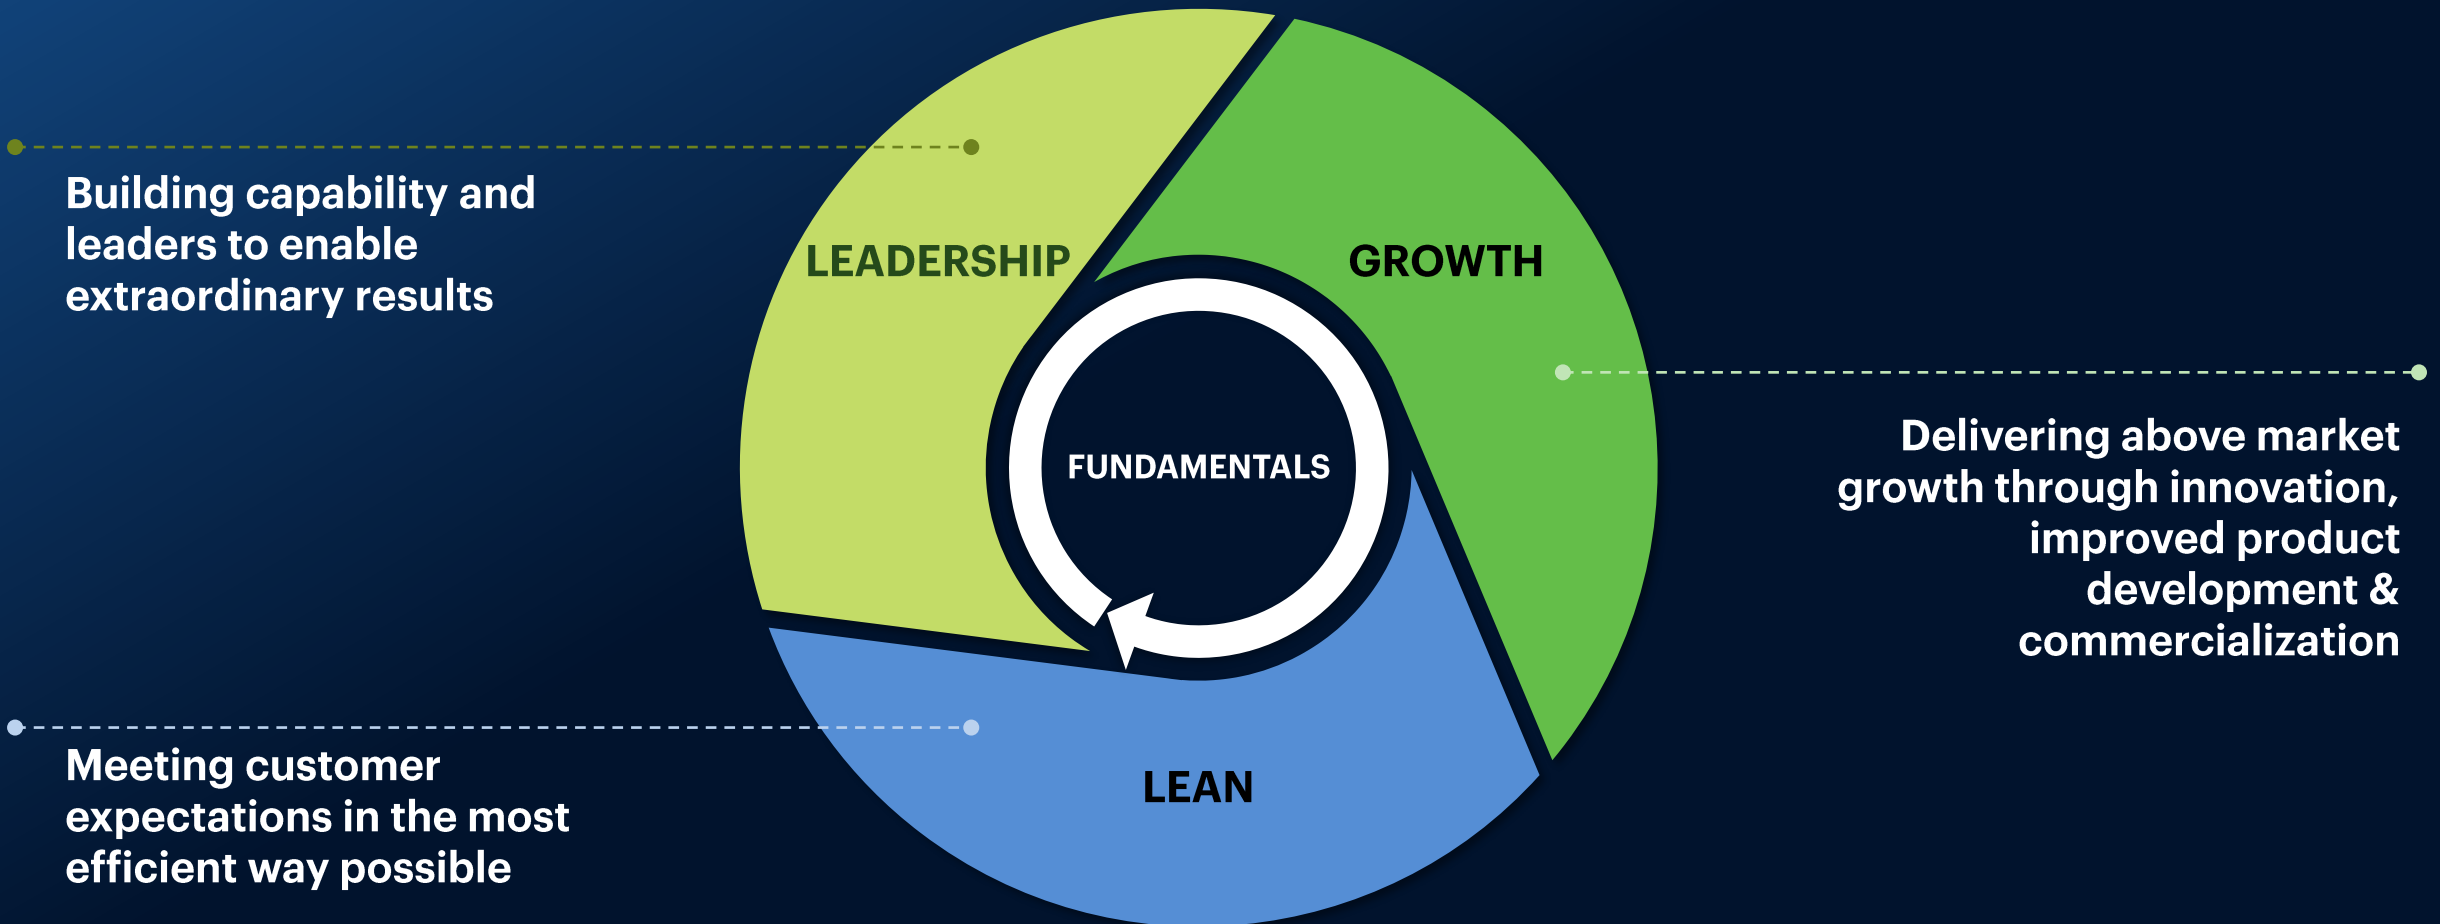 Building capability and
leaders to enable
extraordinary results
LEADERSHIP
GROWTH
FUNDAMENTALS
Delivering above market
growth through innovation,
improved product
development &
commercialization
Meeting customer
expectations in the most
efficient way possible
LEAN